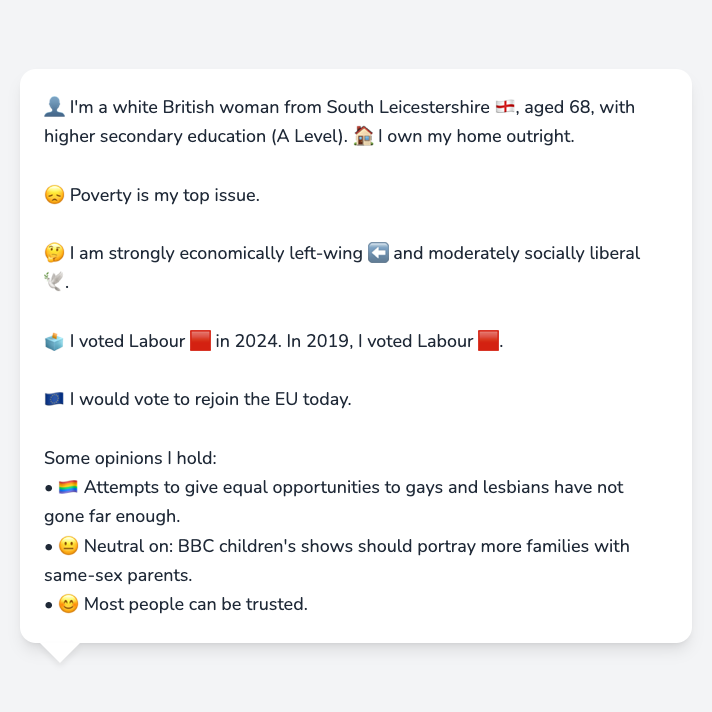 👤 I'm a white British woman from South Leicestershire 🏴󠁧󠁢󠁥󠁮󠁧󠁿, aged 68, with
higher secondary education (A Level). 🏠 I own my home outright.
😞 Poverty is my top issue.
🤔 I am strongly economically left-wing ⬅️ and moderately socially liberal
🕊️.
🗳️ I voted Labour 🟥 in 2024. In 2019, I voted Labour 🟥.
🇪🇺 I would vote to rejoin the EU today.
Some opinions I hold:
• 🏳️‍🌈 Attempts to give equal opportunities to gays and lesbians have not
gone far enough.
• 😐 Neutral on: BBC children's shows should portray more families with
same-sex parents.
• 😊 Most people can be trusted.